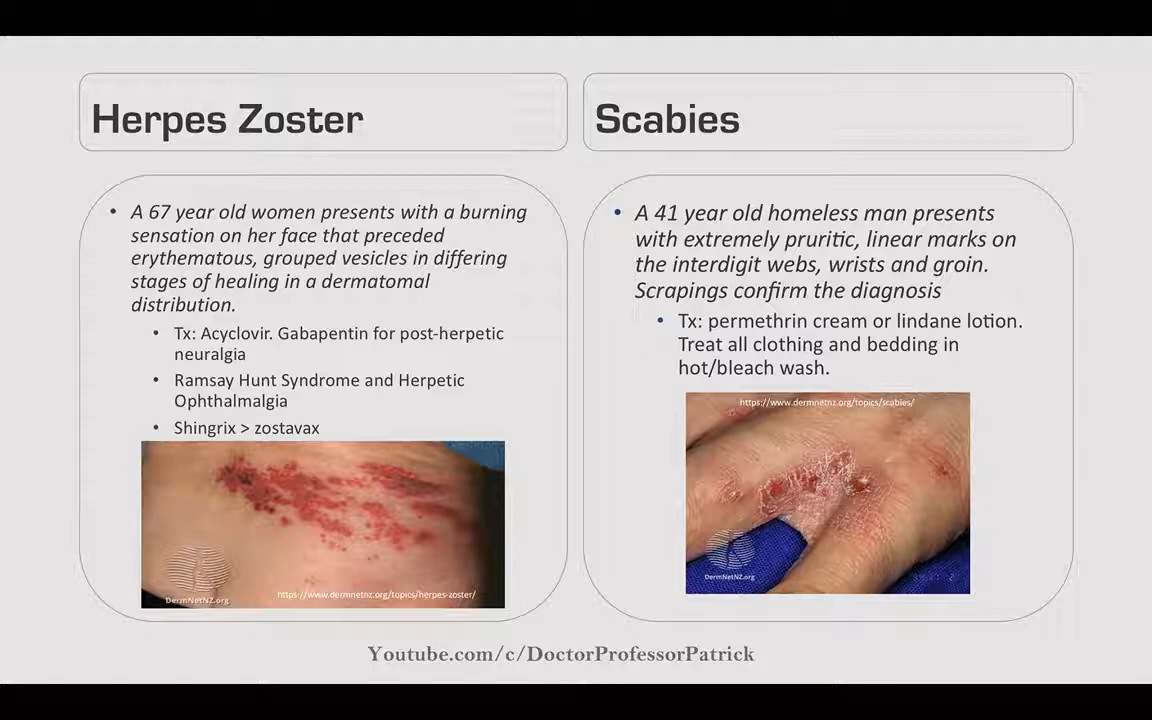 Herpes Zoster
• A 67 year old women presents with a burning
sensation on her face that preceded
erythematous, grouped vesicles in differing
stages of healing in a dermatomal
distribution.
• Tx: Acyclovir. Gabapentin for post-herpetic
neuralgia
• Ramsay Hunt Syndrome and Herpetic
Ophthalmalgia
• Shingrix > zostavax
DermNetNZ.org
https://www.dermnetnz.org/topics/herpes-zoster/
Scabies
• A 41 year old homeless man presents
with extremely pruritic, linear marks on
the interdigit webs, wrists and groin.
Scrapings confirm the diagnosis
• Tx: permethrin cream or lindane lotion.
Treat all clothing and bedding in
hot/bleach wash.
https://www.dermnetnz.org/topics/scabies/
DermNetNZ.org
Youtube.com/c/DoctorProfessorPatrick